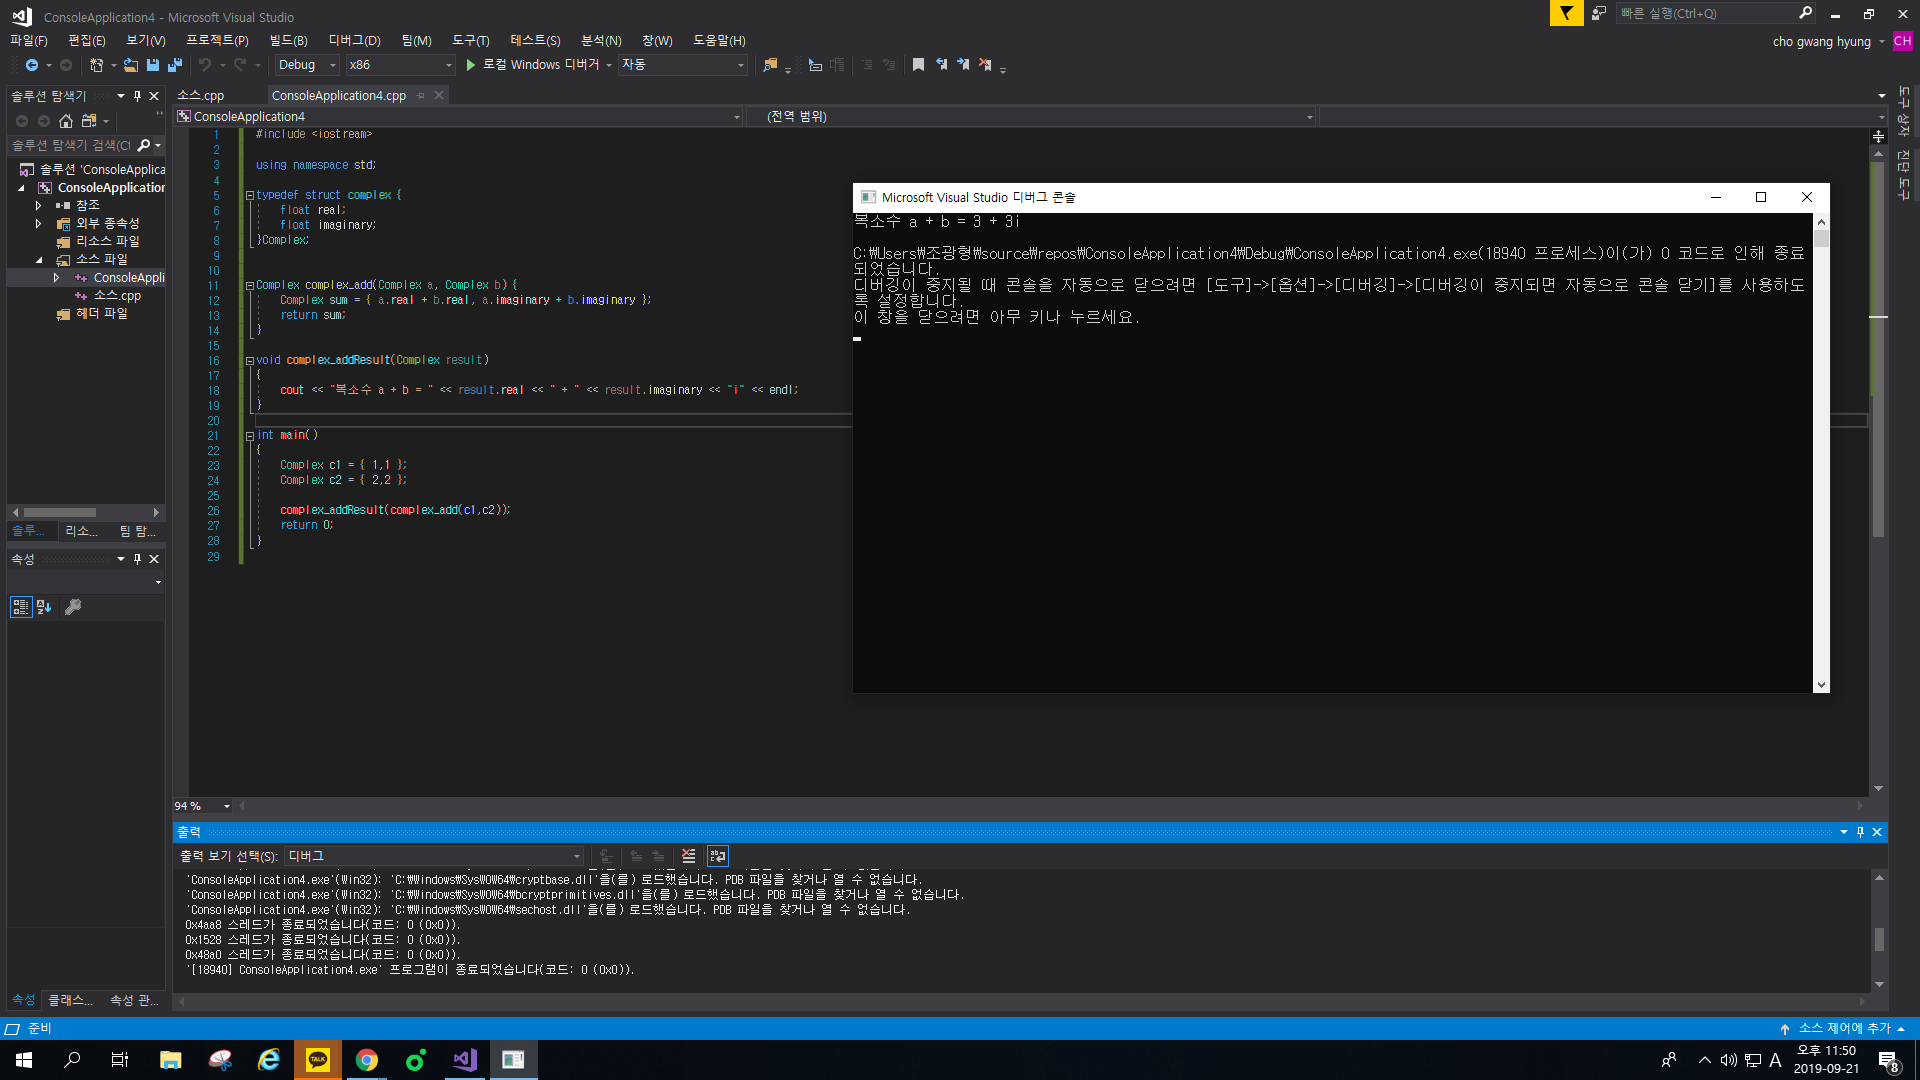 ConsoleApplication4 - Microsoft Visual Studio
빠른 실행(Ctrl+Q)
파일(F) 편집(E) 보기(V) 프로젝트(P) 빌드(B) 디버그(D) 팀(M) 도구(T) 테스트(S) 분석(N) 창(W) 도움말(H)
cho gwang hyung CH
Debug x86 로컬 Windows 디버거 자동
솔루션 탐색기
솔루션 탐색기 검색(Ct
솔루션 'ConsoleApplica
ConsoleApplication
참조
외부 종속성
리소스 파일
소스 파일
ConsoleAppli
소스.cpp
헤더 파일
솔루... 리소... 팀 탐...
속성
속성 클래스... 속성 관...
소스.cpp ConsoleApplication4.cpp
ConsoleApplication4 (전역 범위)
1 #include <iostream>
2
3 using namespace std;
4
5 typedef struct complex {
6 float real;
7 float imaginary;
8 }Complex;
9
10
11 Complex complex_add(Complex a, Complex b) {
12 Complex sum = { a.real + b.real, a.imaginary + b.imaginary };
13 return sum;
14 }
15
16 void complex_addResult(Complex result)
17 {
18 cout << "복소수 a + b = " << result.real << " + " << result.imaginary << "i" << endl;
19 }
20
21 int main()
22 {
23 Complex c1 = { 1,1 };
24 Complex c2 = { 2,2 };
25
26 complex_addResult(complex_add(c1,c2));
27 return 0;
28 }
29
94 %
Microsoft Visual Studio 디버그 콘솔
복소수 a + b = 3 + 3i
C:₩Users₩조광형₩source₩repos₩ConsoleApplication4₩Debug₩ConsoleApplication4.exe(18940 프로세스)이(가) 0 코드로 인해 종료
되었습니다.
디버깅이 중지될 때 콘솔을 자동으로 닫으려면 [도구]->[옵션]->[디버깅]->[디버깅이 중지되면 자동으로 콘솔 닫기]를 사용하도
록 설정합니다.
이 창을 닫으려면 아무 키나 누르세요.
도구 상자
진단 도구
출력
출력 보기 선택(S): 디버그
'ConsoleApplication4.exe'(Win32): 'C:₩Windows₩SysWOW64₩cryptbase.dll'을(를) 로드했습니다. PDB 파일을 찾거나 열 수 없습니다.
'ConsoleApplication4.exe'(Win32): 'C:₩Windows₩SysWOW64₩bcryptprimitives.dll'을(를) 로드했습니다. PDB 파일을 찾거나 열 수 없습니다.
'ConsoleApplication4.exe'(Win32): 'C:₩Windows₩SysWOW64₩sechost.dll'을(를) 로드했습니다. PDB 파일을 찾거나 열 수 없습니다.
0x4aa8 스레드가 종료되었습니다(코드: 0 (0x0)).
0x1528 스레드가 종료되었습니다(코드: 0 (0x0)).
0x48a0 스레드가 종료되었습니다(코드: 0 (0x0)).
'[18940] ConsoleApplication4.exe' 프로그램이 종료되었습니다(코드: 0 (0x0)).
준비
소스 제어에 추가
TALK
A
오후 11:50
2019-09-21
8